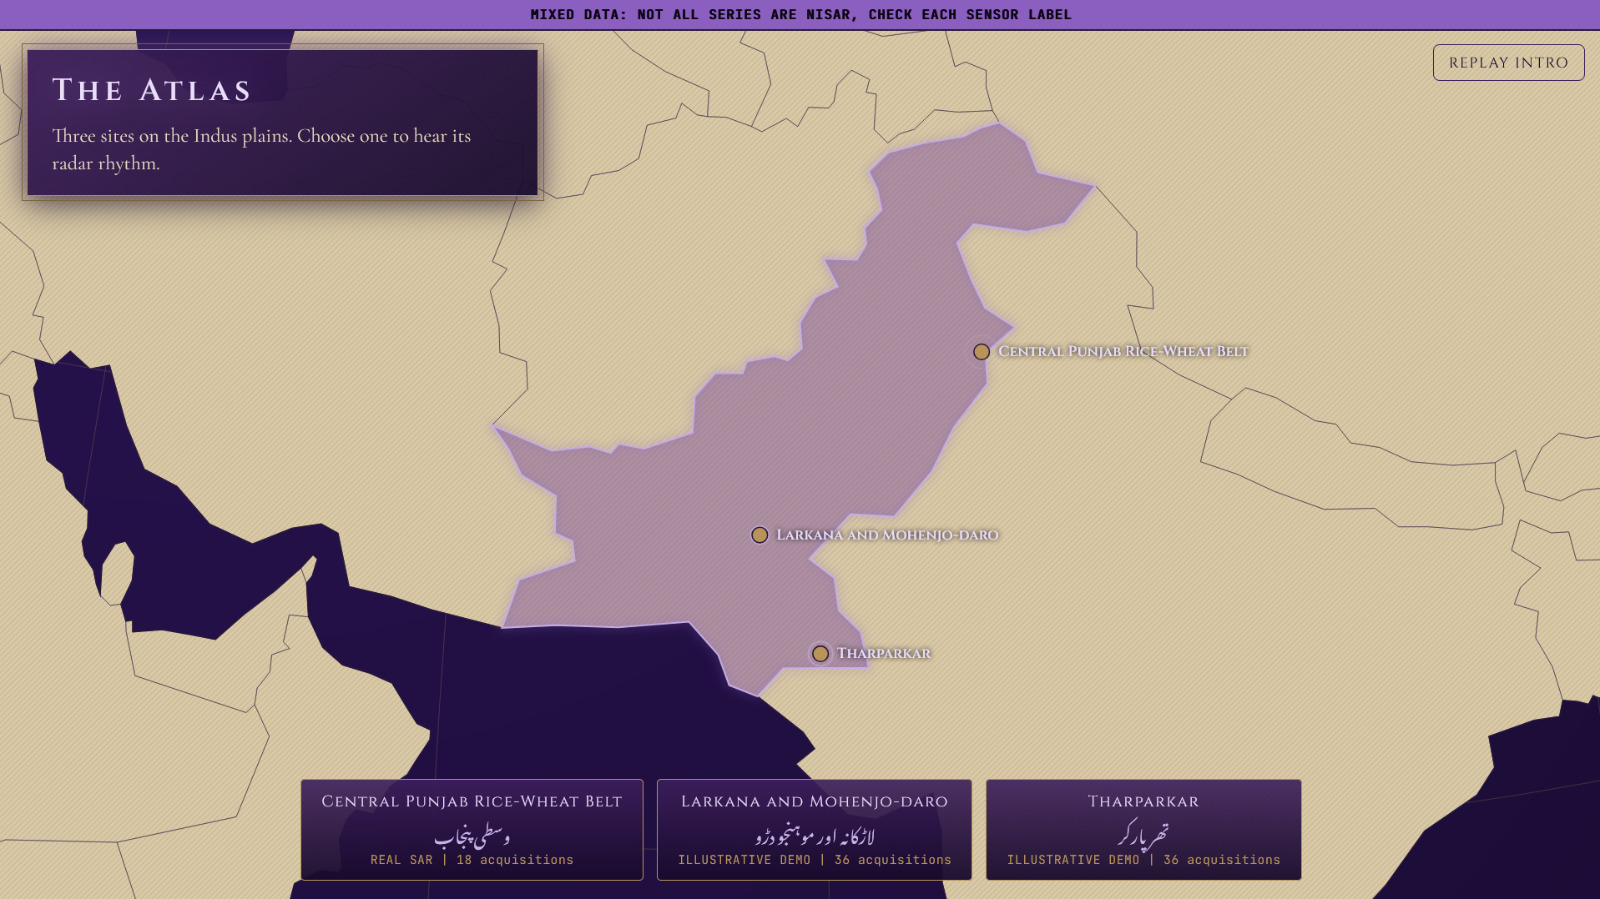 MIXED DATA: NOT ALL SERIES ARE NISAR, CHECK EACH SENSOR LABEL
THE ATLAS
Three sites on the Indus plains. Choose one to hear its
radar rhythm.
REPLAY INTRO
CENTRAL PUNJAB RICE-WHEAT BELT
LARKANA AND MOHENJO-DARO
THARPARKAR
CENTRAL PUNJAB RICE-WHEAT BELT
وسطی پنجاب
REAL SAR | 18 acquisitions
LARKANA AND MOHENJO-DARO
لاڑکانہ اور موہنجو دڑو
ILLUSTRATIVE DEMO | 36 acquisitions
THARPARKAR
تھرپارکر
ILLUSTRATIVE DEMO | 36 acquisitions